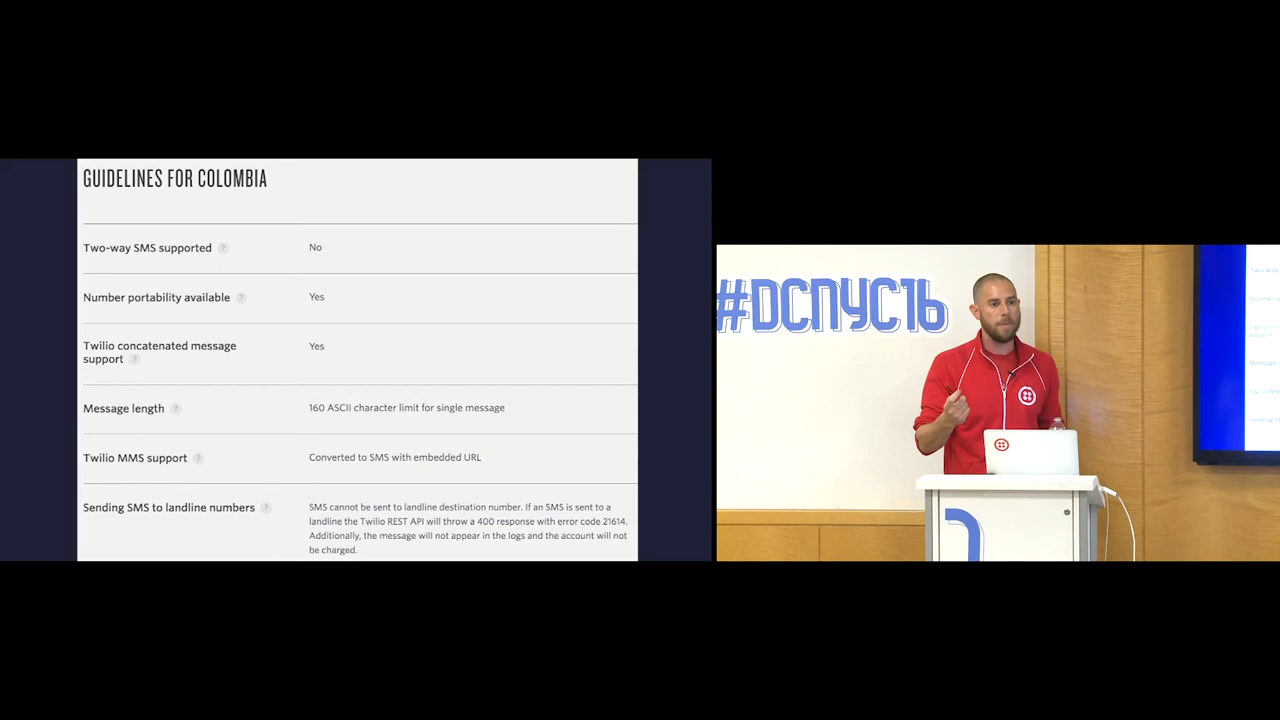 GUIDELINES FOR COLOMBIA
Two-way SMS supported ?
No
Number portability available ?
Yes
Twilio concatenated message
support ?
Yes
Message length ?
160 ASCII character limit for single message
Twilio MMS support ?
Converted to SMS with embedded URL
Sending SMS to landline numbers ?
SMS cannot be sent to landline destination number. If an SMS is sent to a
landline the Twilio REST API will throw a 400 response with error code 21614.
Additionally, the message will not appear in the logs and the account will not
be charged.
#DCNYC16